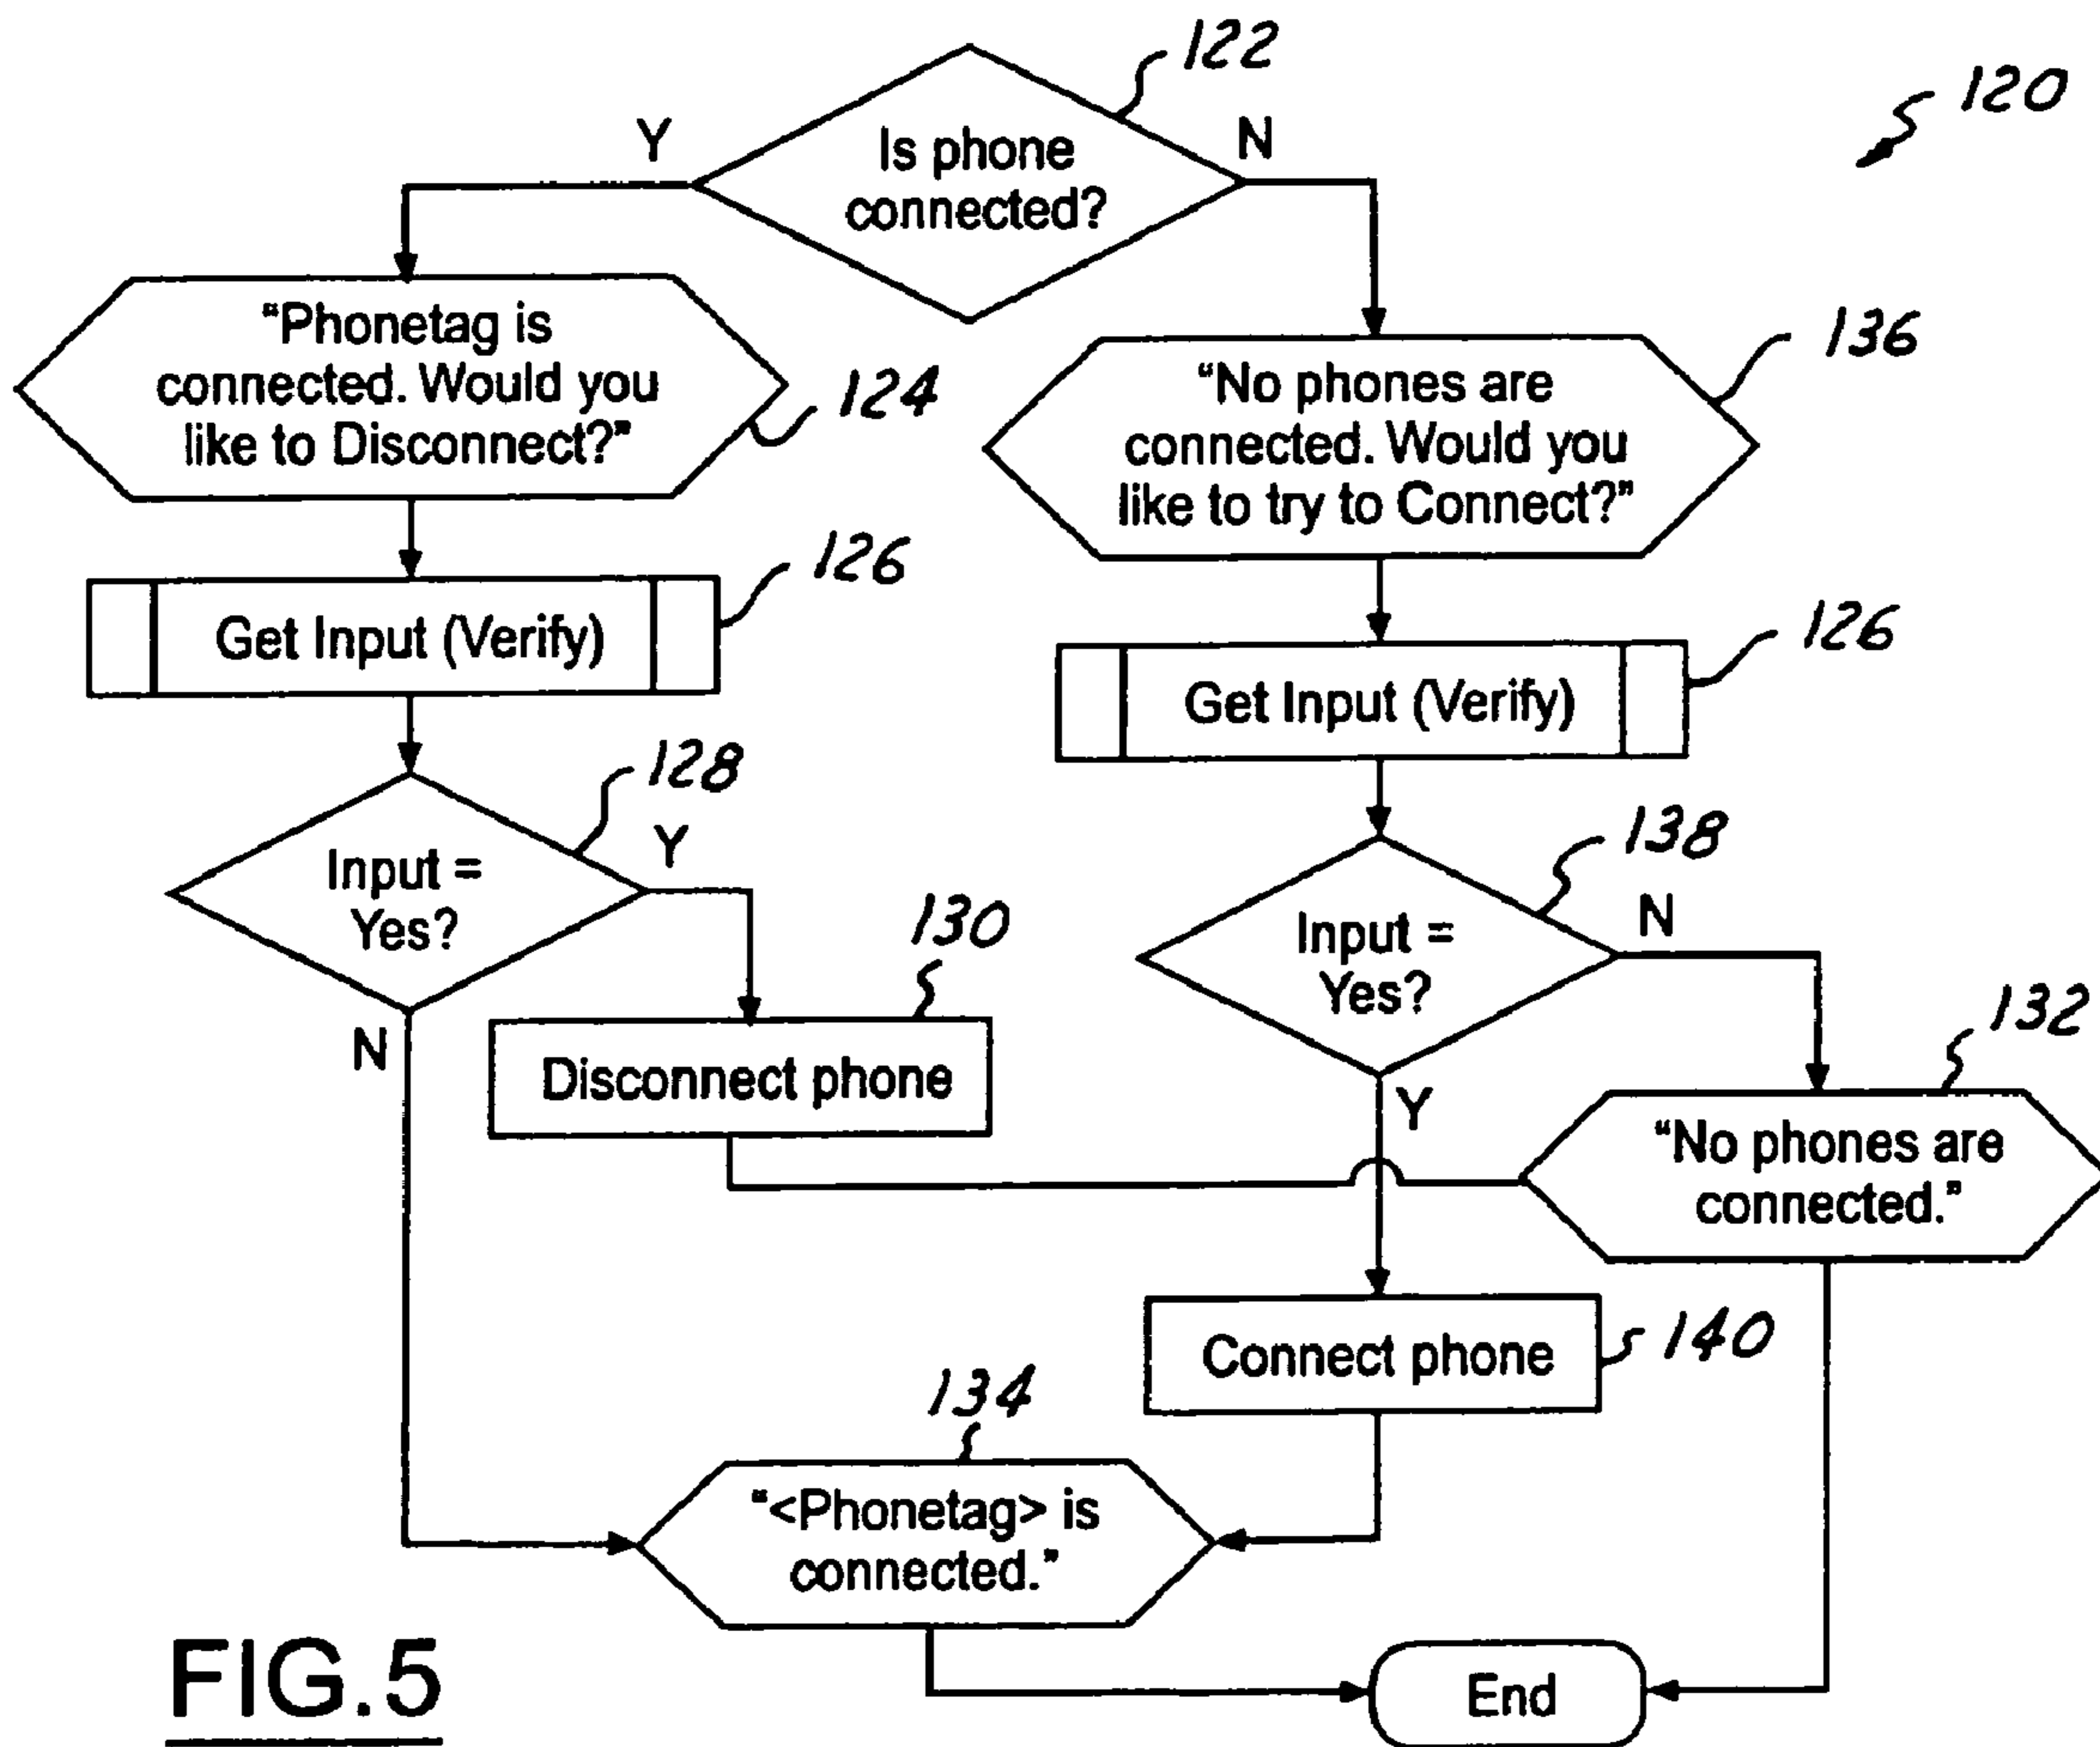 122
120
Y
N
Is phone
connected?
"Phonetag is
connected. Would you
like to Disconnect?"
124
136
"No phones are
connected. Would you
like to try to Connect?"
126
Get Input (Verify)
126
Get Input (Verify)
128
Y
Input =
Yes?
N
138
N
Input =
Yes?
Y
130
Disconnect phone
132
"No phones are
connected."
140
Connect phone
134
"<Phonetag> is
connected."
End
FIG.5